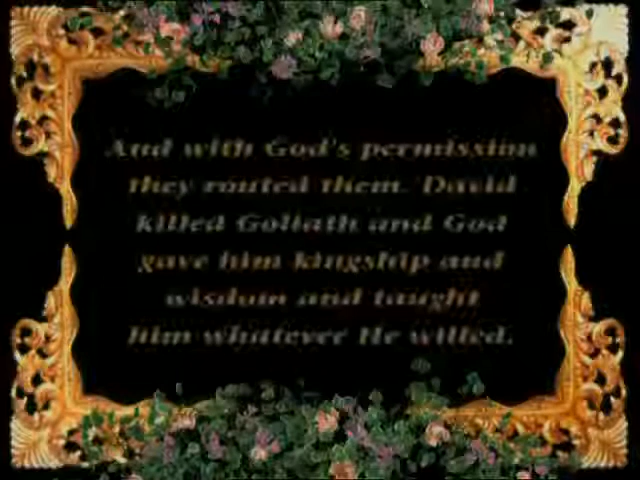 And with God's permission
they routed them. David
killed Goliath and God
gave him kingship and
wisdom and taught
him whatever He willed.